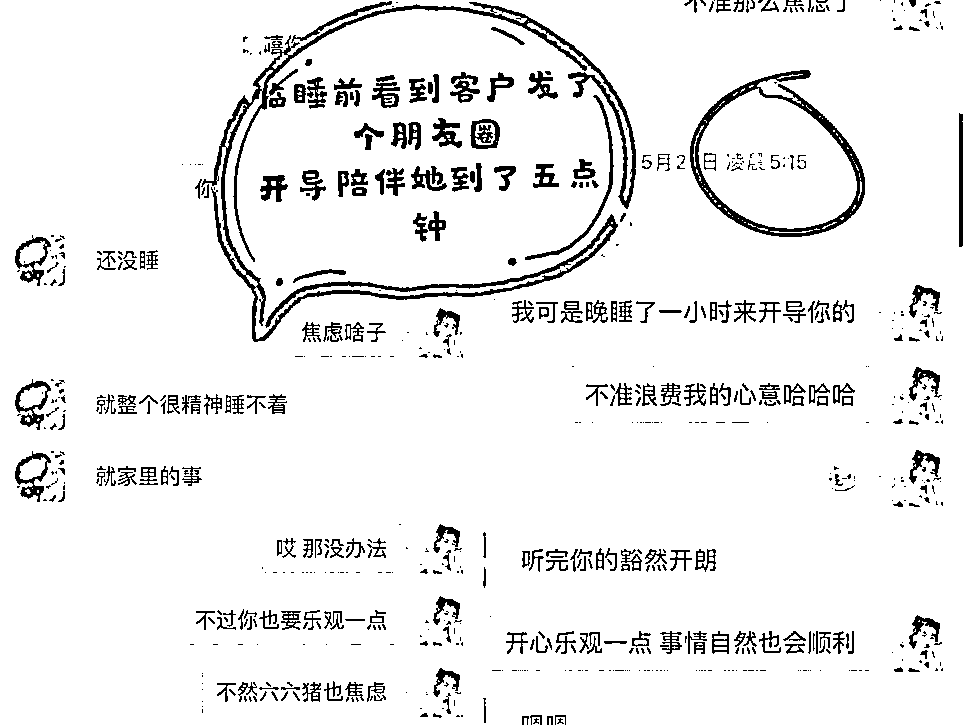 临睡前看到客户发了
个朋友圈
开导陪伴她到了五点
钟
你
还没睡
焦虑啥子
就整个很精神睡不着
就家里的事
哎 那没办法
不过你也要乐观一点
不然六六猪也焦虑
不准那么焦虑了
5月2 日 凌晨 5:15
我可是晚睡了一小时来开导你的
不准浪费我的心意哈哈哈
听完你的豁然开朗
开心乐观一点 事情自然也会顺利
嗯嗯